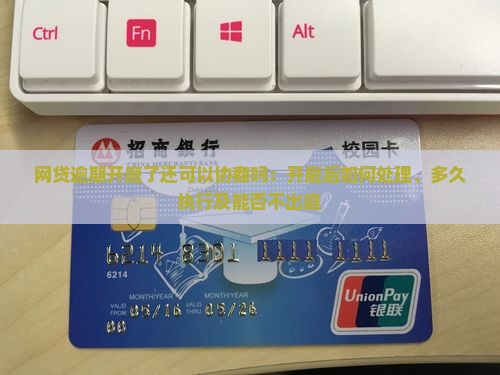 Ctrl
Fn
Alt
招商银行
CHINA MERCHANTS BANK
校园卡
网贷逾期开庭了还可以协商吗：开庭后如何处理、多久
执行及能否不出庭
6214 8301 1111 1111
6214
MONTH/YEAR MONTH/YEAR
VALID FROM 05/16 VALID THRU 05/26
00
UnionPay
银联